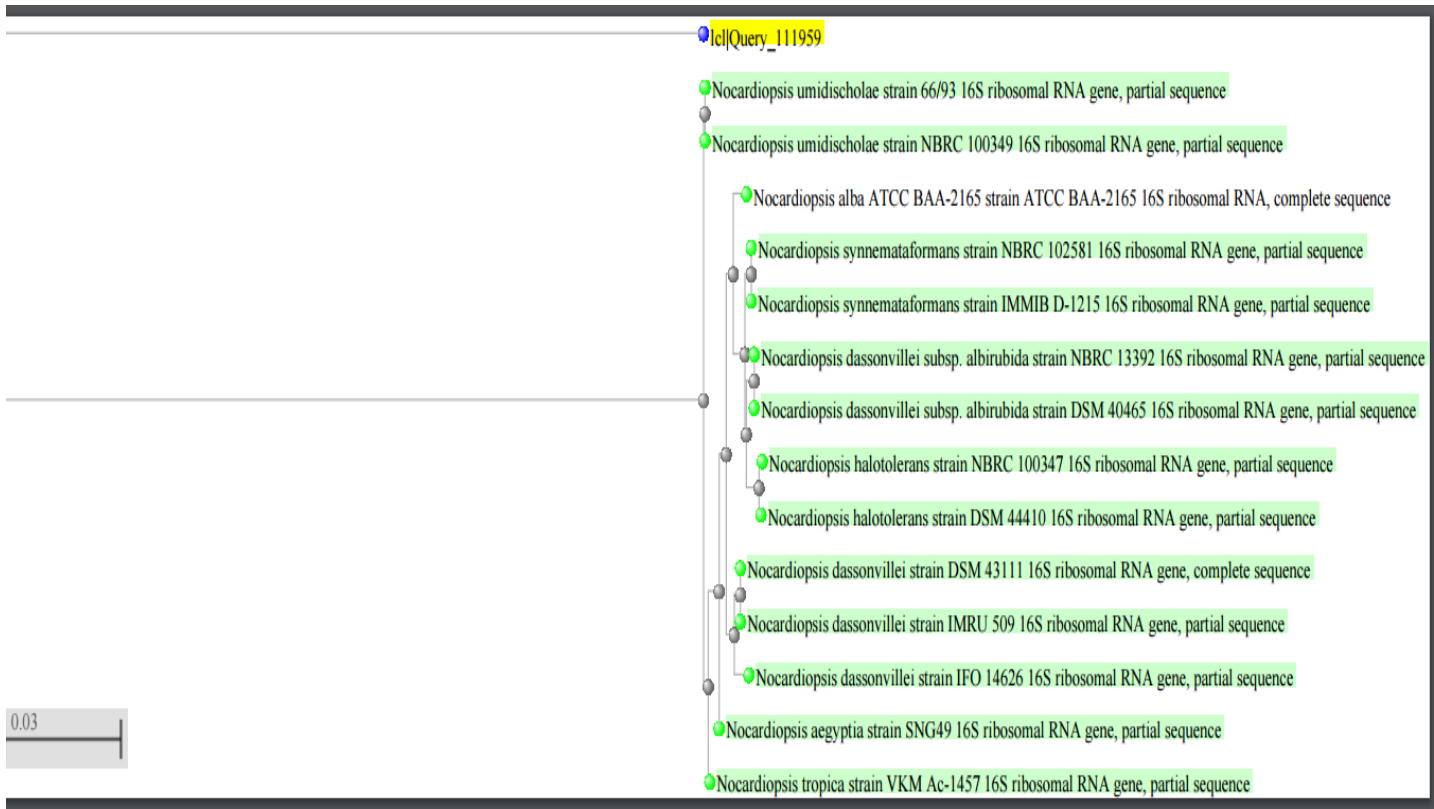 lcl|Query_111959
Nocardiopsis umidischolae strain 66/93 16S ribosomal RNA gene, partial sequence
Nocardiopsis umidischolae strain NBRC 100349 16S ribosomal RNA gene, partial sequence
Nocardiopsis alba ATCC BAA-2165 strain ATCC BAA-2165 16S ribosomal RNA, complete sequence
Nocardiopsis synnemataformans strain NBRC 102581 16S ribosomal RNA gene, partial sequence
Nocardiopsis synnemataformans strain IMMIB D-1215 16S ribosomal RNA gene, partial sequence
Nocardiopsis dassonvillei subsp. albirubida strain NBRC 13392 16S ribosomal RNA gene, partial sequence
Nocardiopsis dassonvillei subsp. albirubida strain DSM 40465 16S ribosomal RNA gene, partial sequence
Nocardiopsis halotolerans strain NBRC 100347 16S ribosomal RNA gene, partial sequence
Nocardiopsis halotolerans strain DSM 44410 16S ribosomal RNA gene, partial sequence
Nocardiopsis dassonvillei strain DSM 43111 16S ribosomal RNA gene, complete sequence
Nocardiopsis dassonvillei strain IMRU 509 16S ribosomal RNA gene, partial sequence
Nocardiopsis dassonvillei strain IFO 14626 16S ribosomal RNA gene, partial sequence
0.03
Nocardiopsis aegyptia strain SNG49 16S ribosomal RNA gene, partial sequence
Nocardiopsis tropica strain VKM Ac-1457 16S ribosomal RNA gene, partial sequence